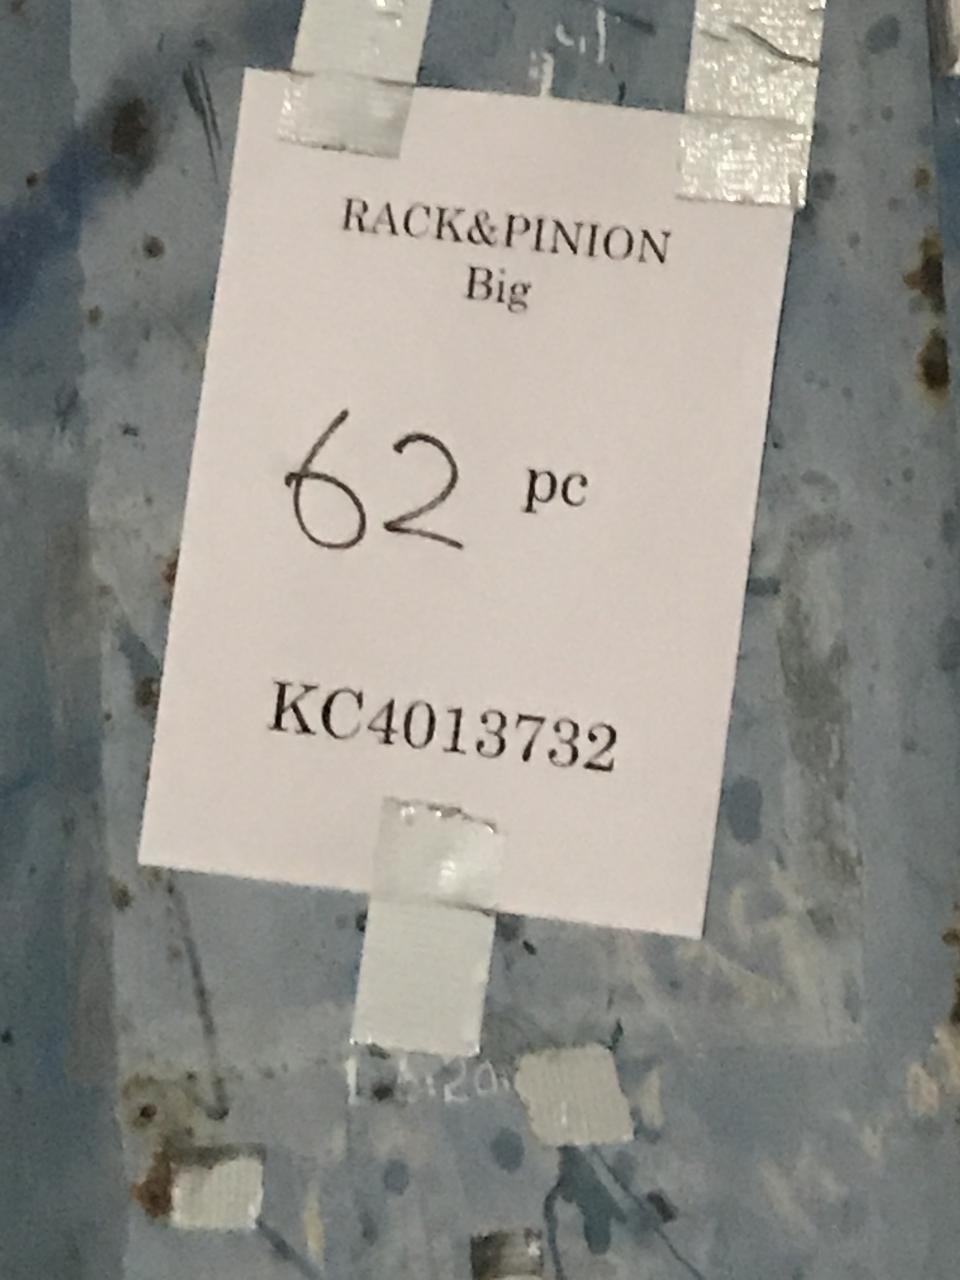 RACK&PINION
Big
62 pc
KC4013732